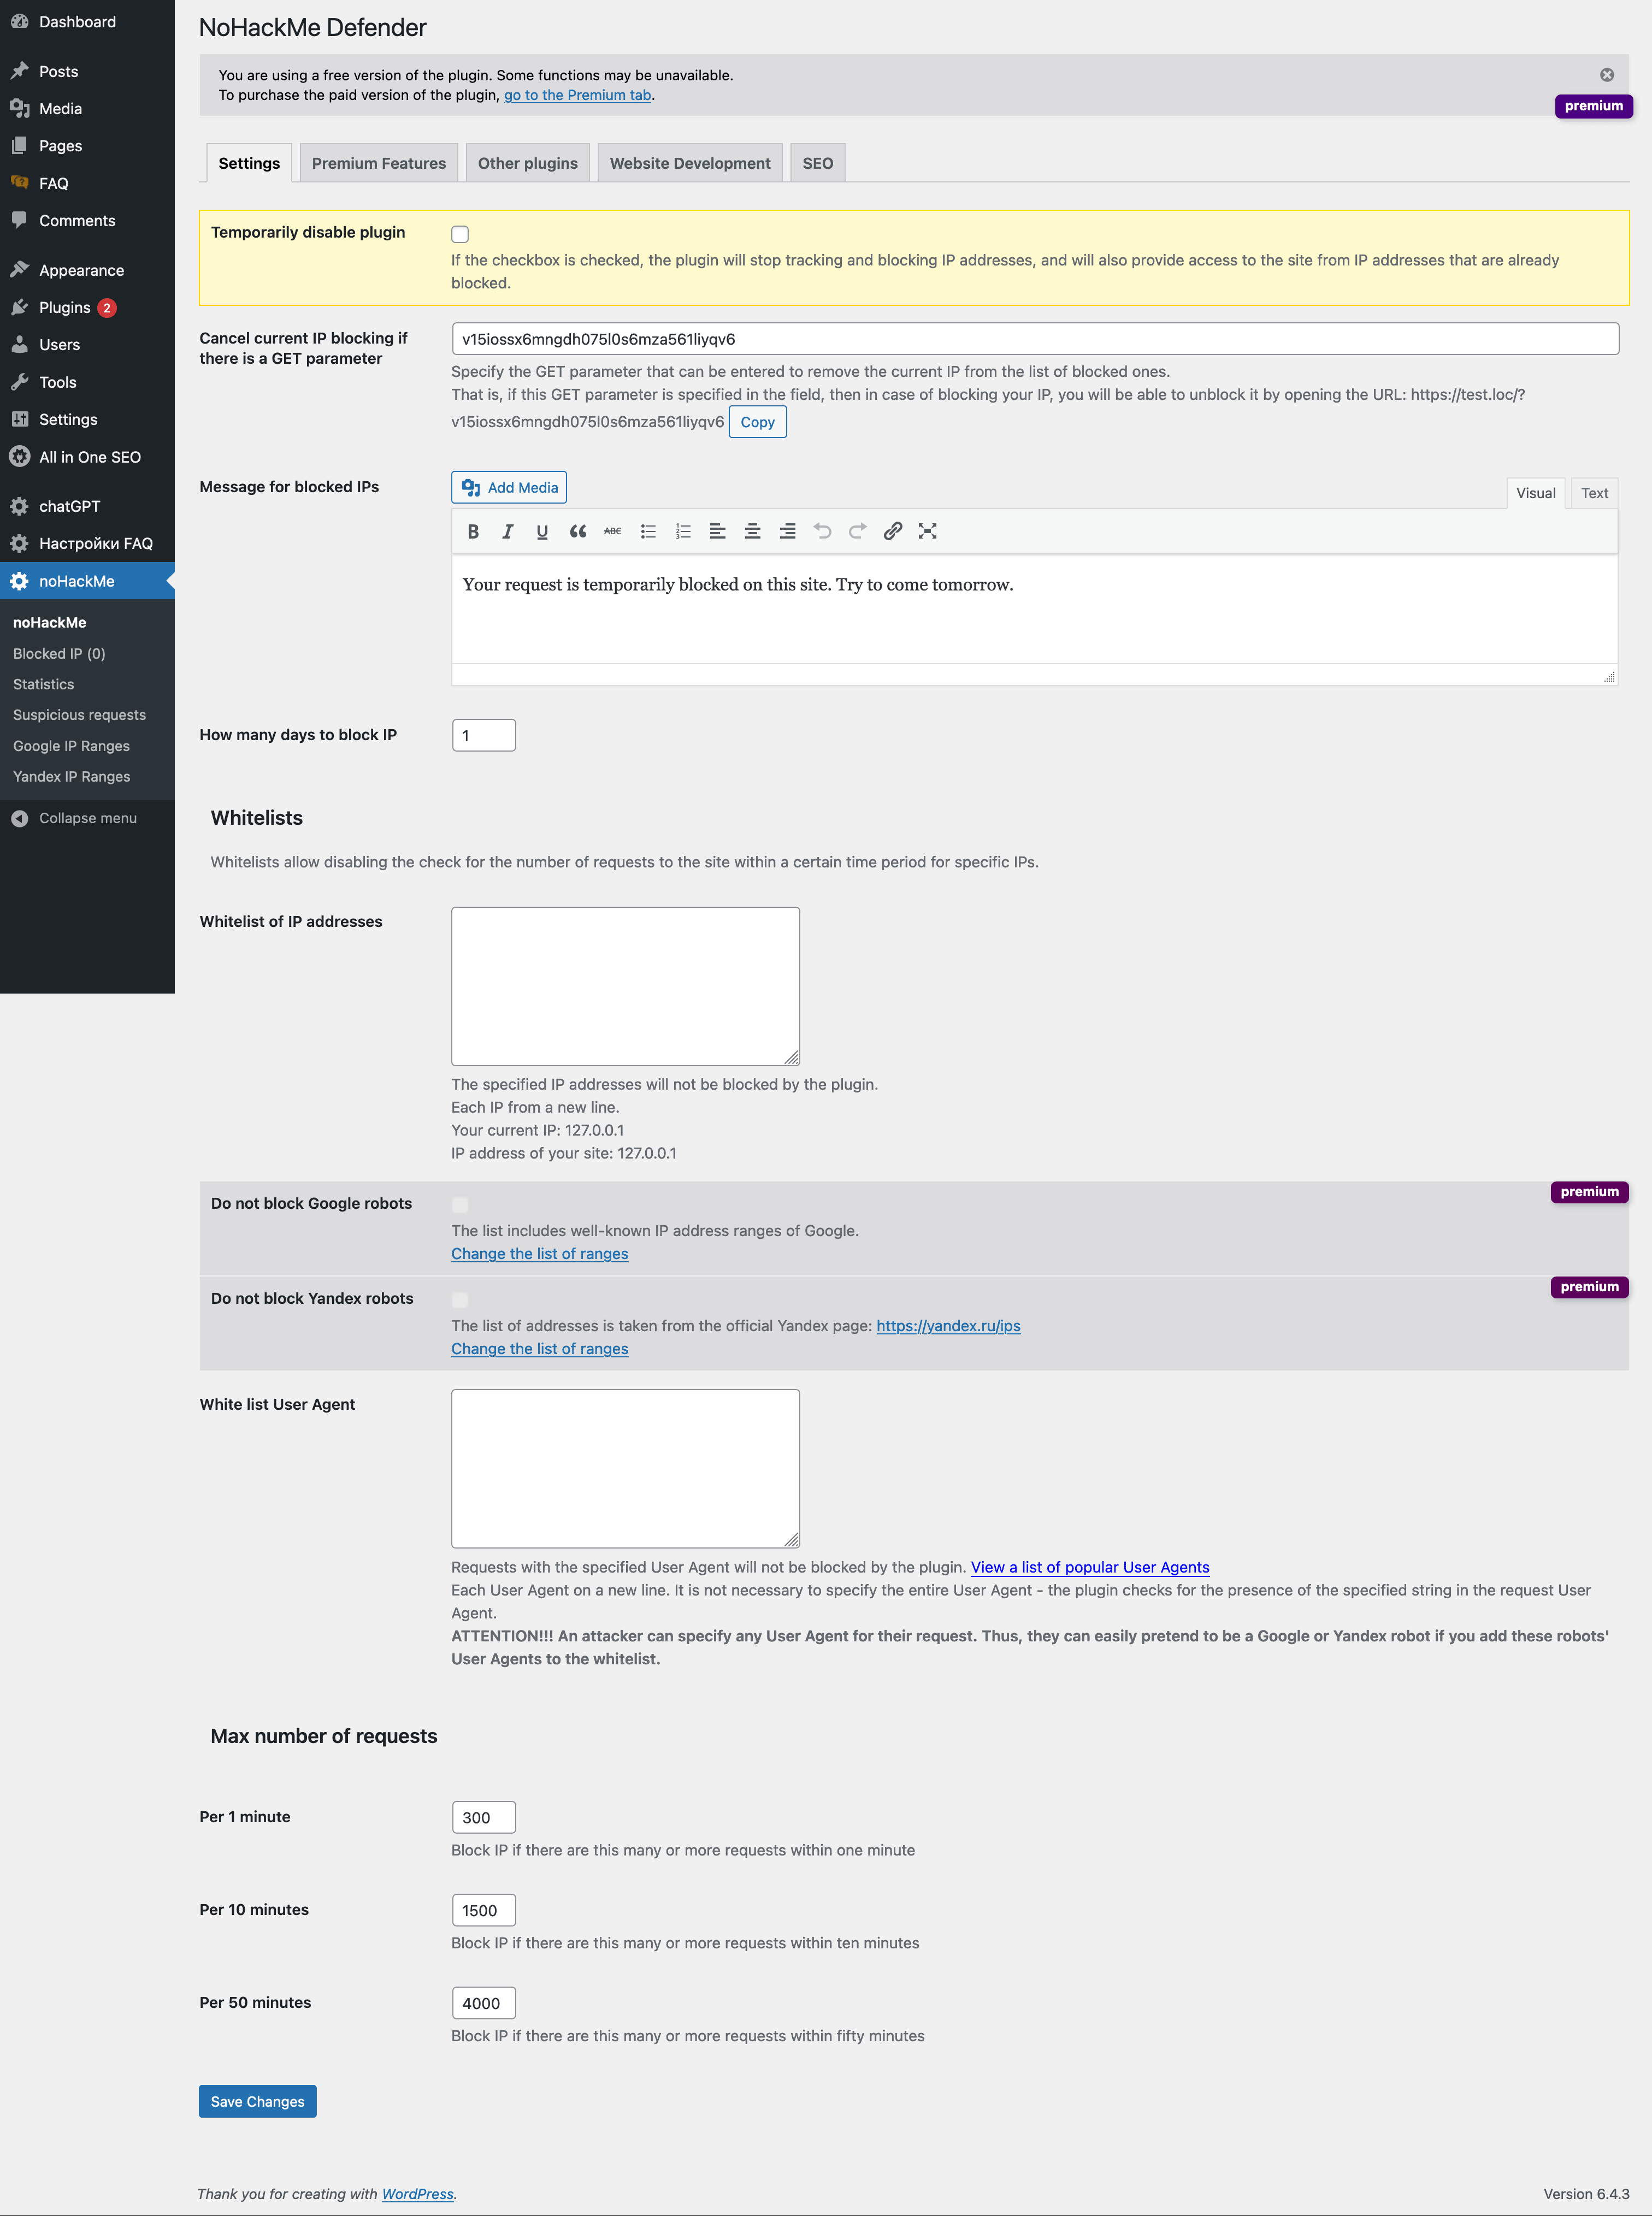 Dashboard
Posts
Media
Pages
FAQ
Comments
Appearance
Plugins 2
Users
Tools
Settings
All in One SEO
chatGPT
Настройки FAQ
noHackMe
noHackMe
Blocked IP (0)
Statistics
Suspicious requests
Google IP Ranges
Yandex IP Ranges
Collapse menu
NoHackMe Defender
You are using a free version of the plugin. Some functions may be unavailable.
To purchase the paid version of the plugin, go to the Premium tab.
premium
Settings Premium Features Other plugins Website Development SEO
Temporarily disable plugin
If the checkbox is checked, the plugin will stop tracking and blocking IP addresses, and will also provide access to the site from IP addresses that are already
blocked.
Cancel current IP blocking if
there is a GET parameter
v15iossx6mngdh075l0s6mza561liyqv6
Specify the GET parameter that can be entered to remove the current IP from the list of blocked ones.
That is, if this GET parameter is specified in the field, then in case of blocking your IP, you will be able to unblock it by opening the URL: https://test.loc/?
v15iossx6mngdh075l0s6mza561liyqv6 Copy
Message for blocked IPs
Add Media
Visual Text
B I U ABC
Your request is temporarily blocked on this site. Try to come tomorrow.
How many days to block IP
1
Whitelists
Whitelists allow disabling the check for the number of requests to the site within a certain time period for specific IPs.
Whitelist of IP addresses
The specified IP addresses will not be blocked by the plugin.
Each IP from a new line.
Your current IP: 127.0.0.1
IP address of your site: 127.0.0.1
Do not block Google robots
premium
The list includes well-known IP address ranges of Google.
Change the list of ranges
Do not block Yandex robots
premium
The list of addresses is taken from the official Yandex page: https://yandex.ru/ips
Change the list of ranges
White list User Agent
Requests with the specified User Agent will not be blocked by the plugin. View a list of popular User Agents
Each User Agent on a new line. It is not necessary to specify the entire User Agent - the plugin checks for the presence of the specified string in the request User
Agent.
ATTENTION!!! An attacker can specify any User Agent for their request. Thus, they can easily pretend to be a Google or Yandex robot if you add these robots'
User Agents to the whitelist.
Max number of requests
Per 1 minute
300
Block IP if there are this many or more requests within one minute
Per 10 minutes
1500
Block IP if there are this many or more requests within ten minutes
Per 50 minutes
4000
Block IP if there are this many or more requests within fifty minutes
Save Changes
Thank you for creating with WordPress.
Version 6.4.3